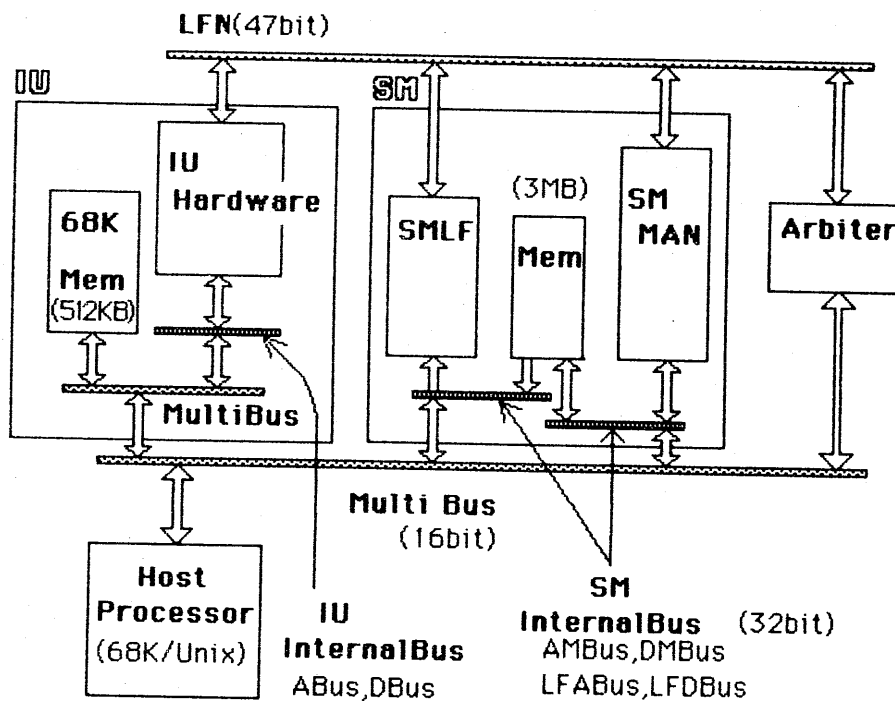 LFN(47bit)
IU
SM
IU
Hardware
68K
Mem
(512KB)
MultiBus
SMLF
(3MB)
Mem
SM
MAN
Arbiter
Multi Bus
(16bit)
Host
Processor
(68K/Unix)
IU
InternalBus
ABus,DBus
SM
InternalBus (32bit)
AMBus,DMBus
LFABus,LFDBus